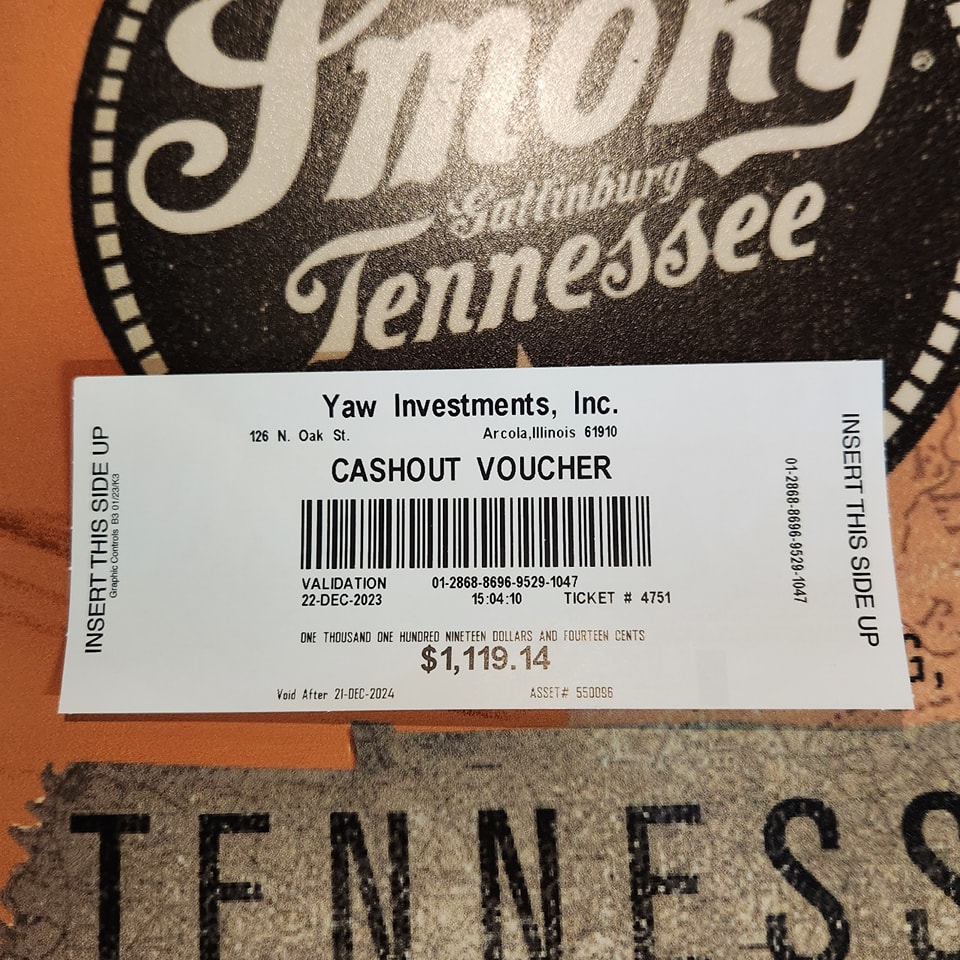 Smoky
Gatlinburg
Tennessee
Yaw Investments, Inc.
126 N. Oak St. Arcola,Illinois 61910
CASHOUT VOUCHER
VALIDATION 01-2868-8696-9529-1047
22-DEC-2023 15:04:10 TICKET # 4751
ONE THOUSAND ONE HUNDRED NINETEEN DOLLARS AND FOURTEEN CENTS
$1,119.14
Void After 21-DEC-2024 ASSET# 550096
INSERT THIS SIDE UP
Graphic Controls B3 01/23/K3
01-2868-8696-9529-1047
INSERT THIS SIDE UP
TENNESS